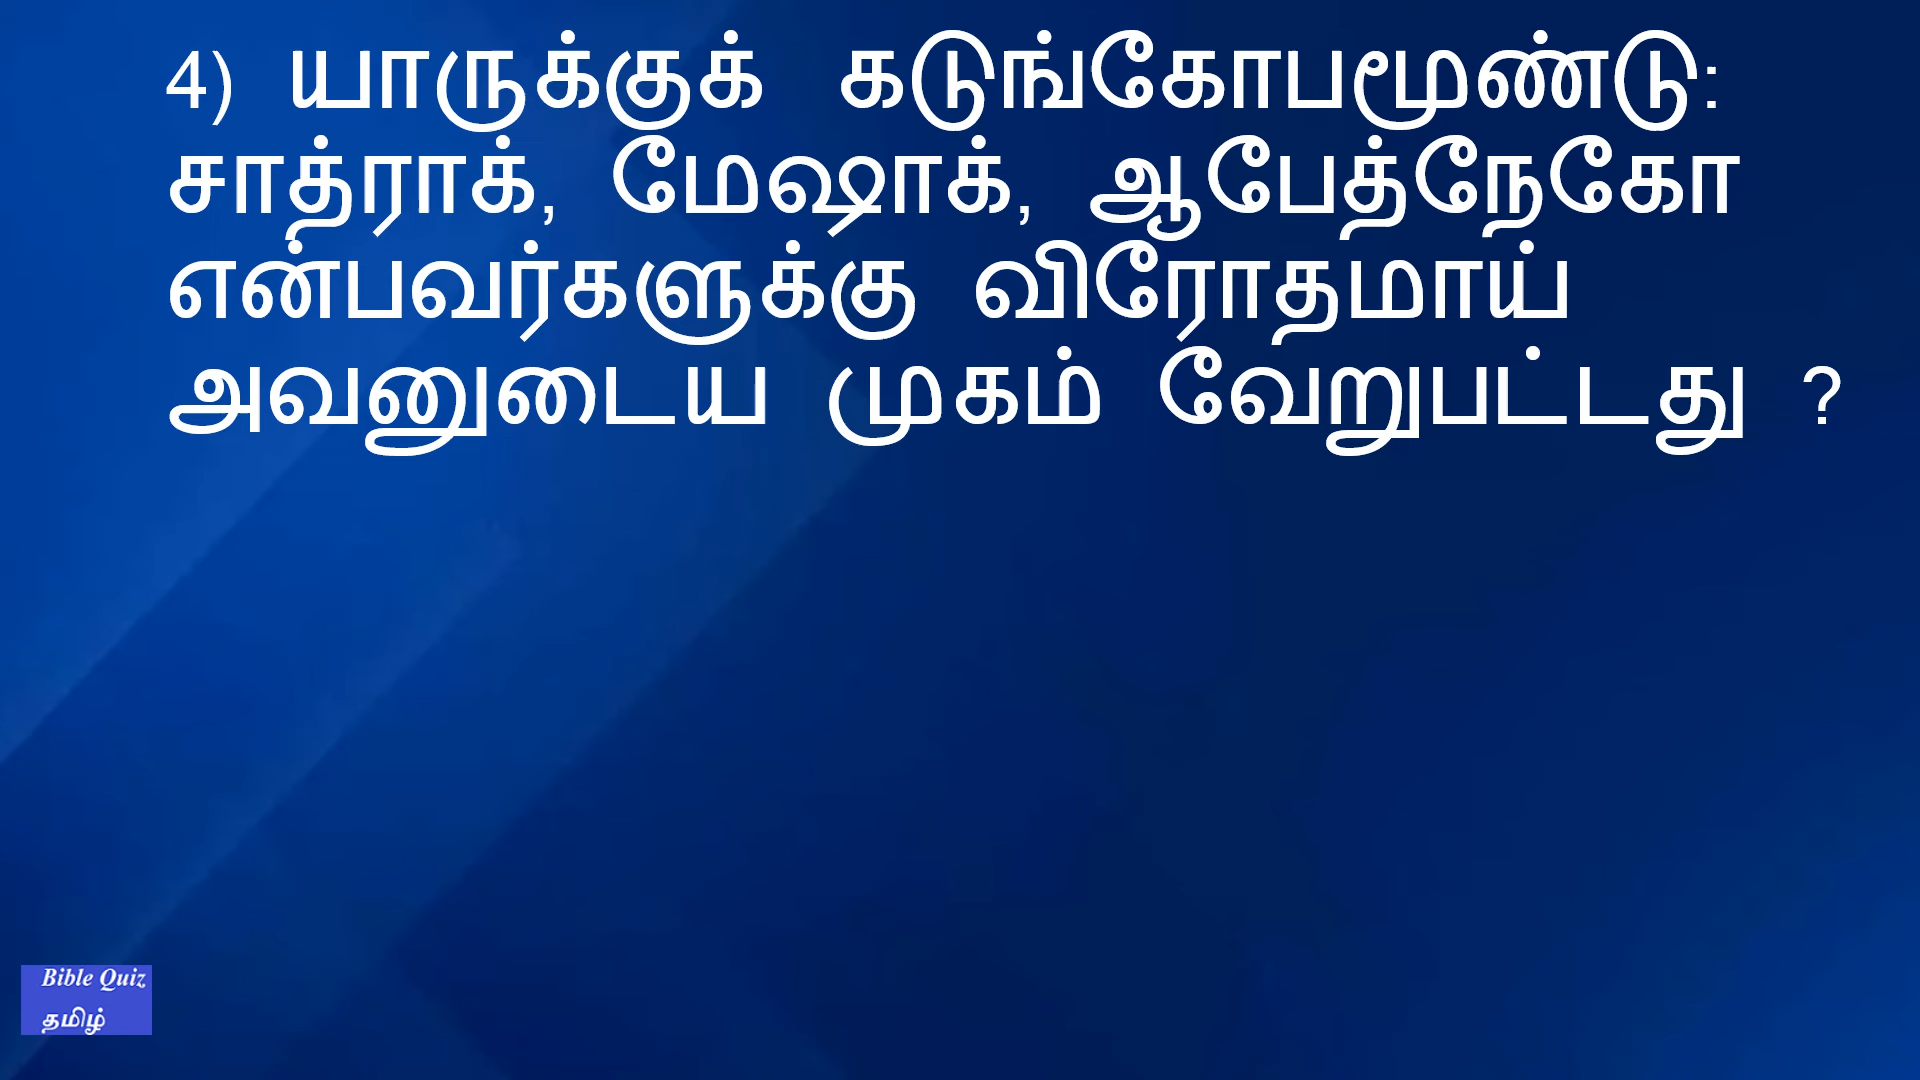 4) யாருக்குக் கடுங்கோபமூண்டு:
சாத்ராக், மேஷாக், ஆபேத்நேகோ
என்பவர்களுக்கு விரோதமாய்
அவனுடைய முகம் வேறுபட்டது ?
Bible Quiz
தமிழ்